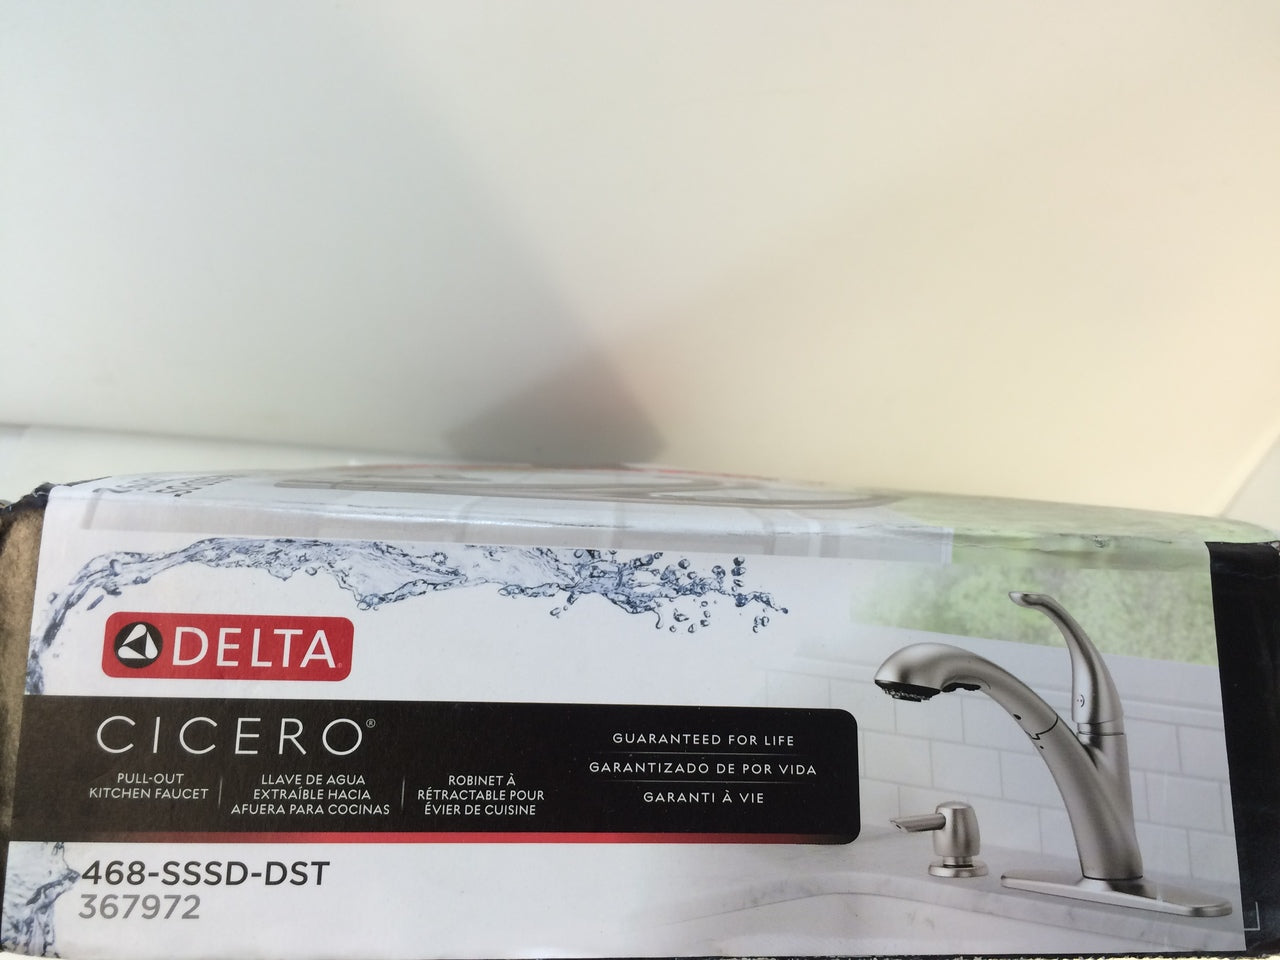 DELTA
CICERO®
PULL-OUT
KITCHEN FAUCET
LLAVE DE AGUA
EXTRAÍBLE HACIA
AFUERA PARA COCINAS
ROBINET À
RÉTRACTABLE POUR
ÉVIER DE CUISINE
GUARANTEED FOR LIFE
GARANTIZADO DE POR VIDA
GARANTI À VIE
468-SSSD-DST
367972